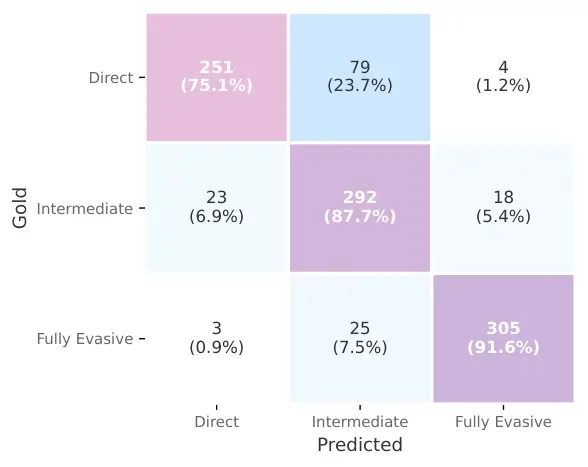 251 79 4
Direct (75.1%) (23.7%) (1.2%)
23 292 18
Intermediate (6.9%) (87.7%) (5.4%)
3 25 305
Fully Evasive (0.9%) (7.5%) (91.6%)
Gold
Direct Intermediate Fully Evasive
Predicted